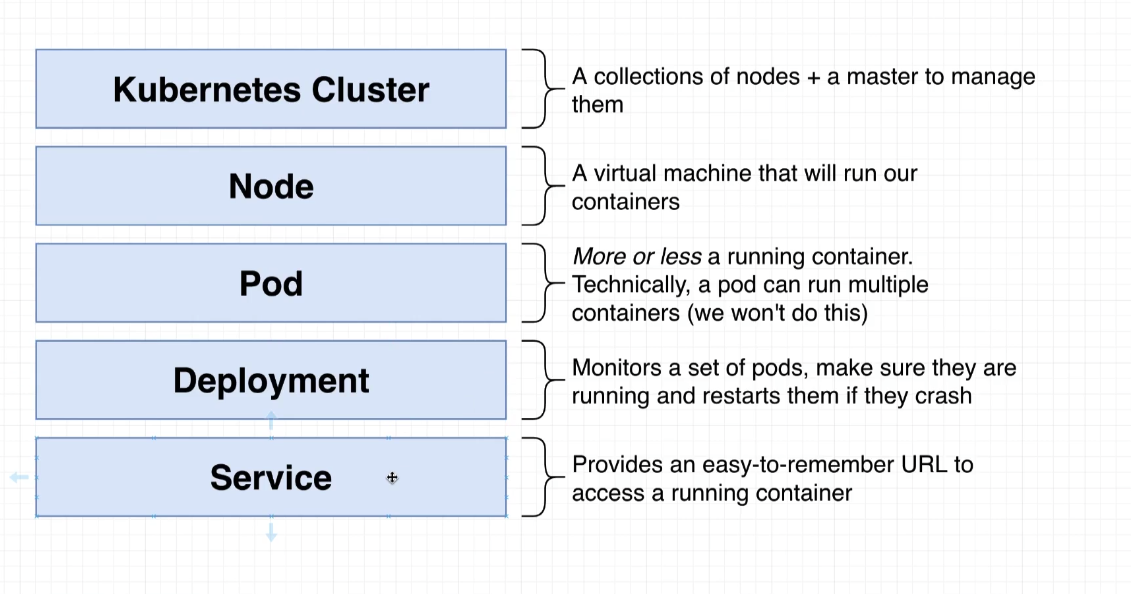 Kubernetes Cluster
A collections of nodes + a master to manage
them
Node
A virtual machine that will run our
containers
Pod
More or less a running container.
Technically, a pod can run multiple
containers (we won't do this)
Deployment
Monitors a set of pods, make sure they are
running and restarts them if they crash
Service
Provides an easy-to-remember URL to
access a running container